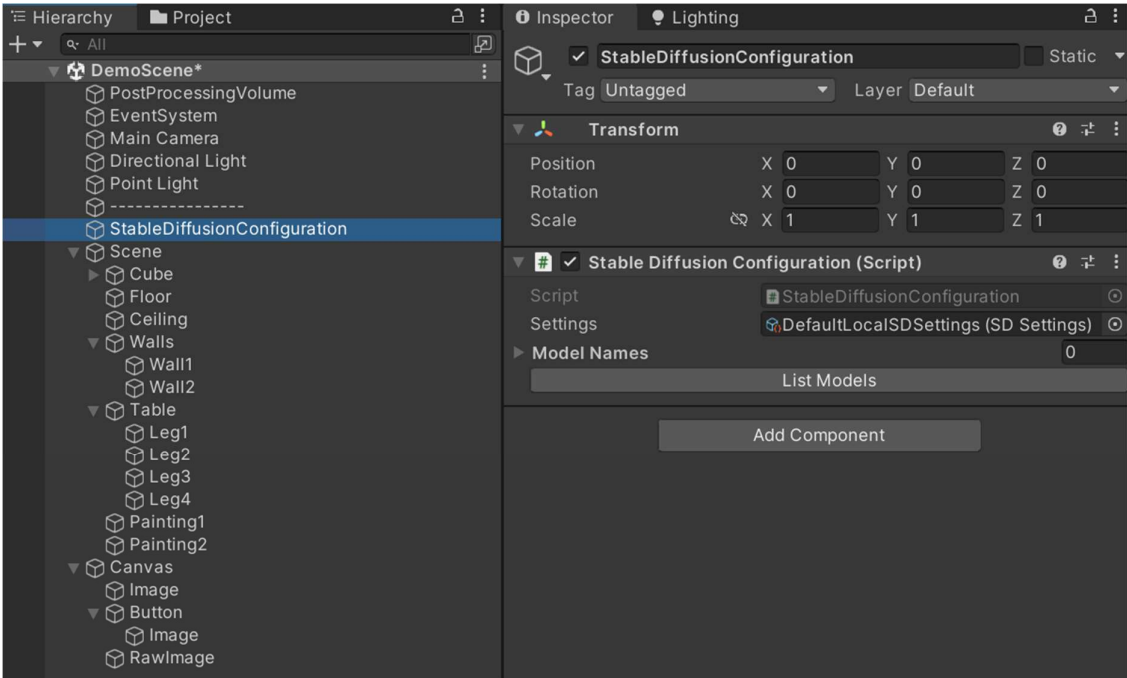 Hierarchy Project
All
DemoScene*
PostProcessingVolume
EventSystem
Main Camera
Directional Light
Point Light
----------------
StableDiffusionConfiguration
Scene
Cube
Floor
Ceiling
Walls
Wall1
Wall2
Table
Leg1
Leg2
Leg3
Leg4
Painting1
Painting2
Canvas
Image
Button
Image
RawImage
Inspector Lighting
StableDiffusionConfiguration Static
Tag Untagged Layer Default
Transform
Position X 0 Y 0 Z 0
Rotation X 0 Y 0 Z 0
Scale X 1 Y 1 Z 1
# Stable Diffusion Configuration (Script)
Script # StableDiffusionConfiguration
Settings DefaultLocalSDSettings (SD Settings)
Model Names 0
List Models
Add Component